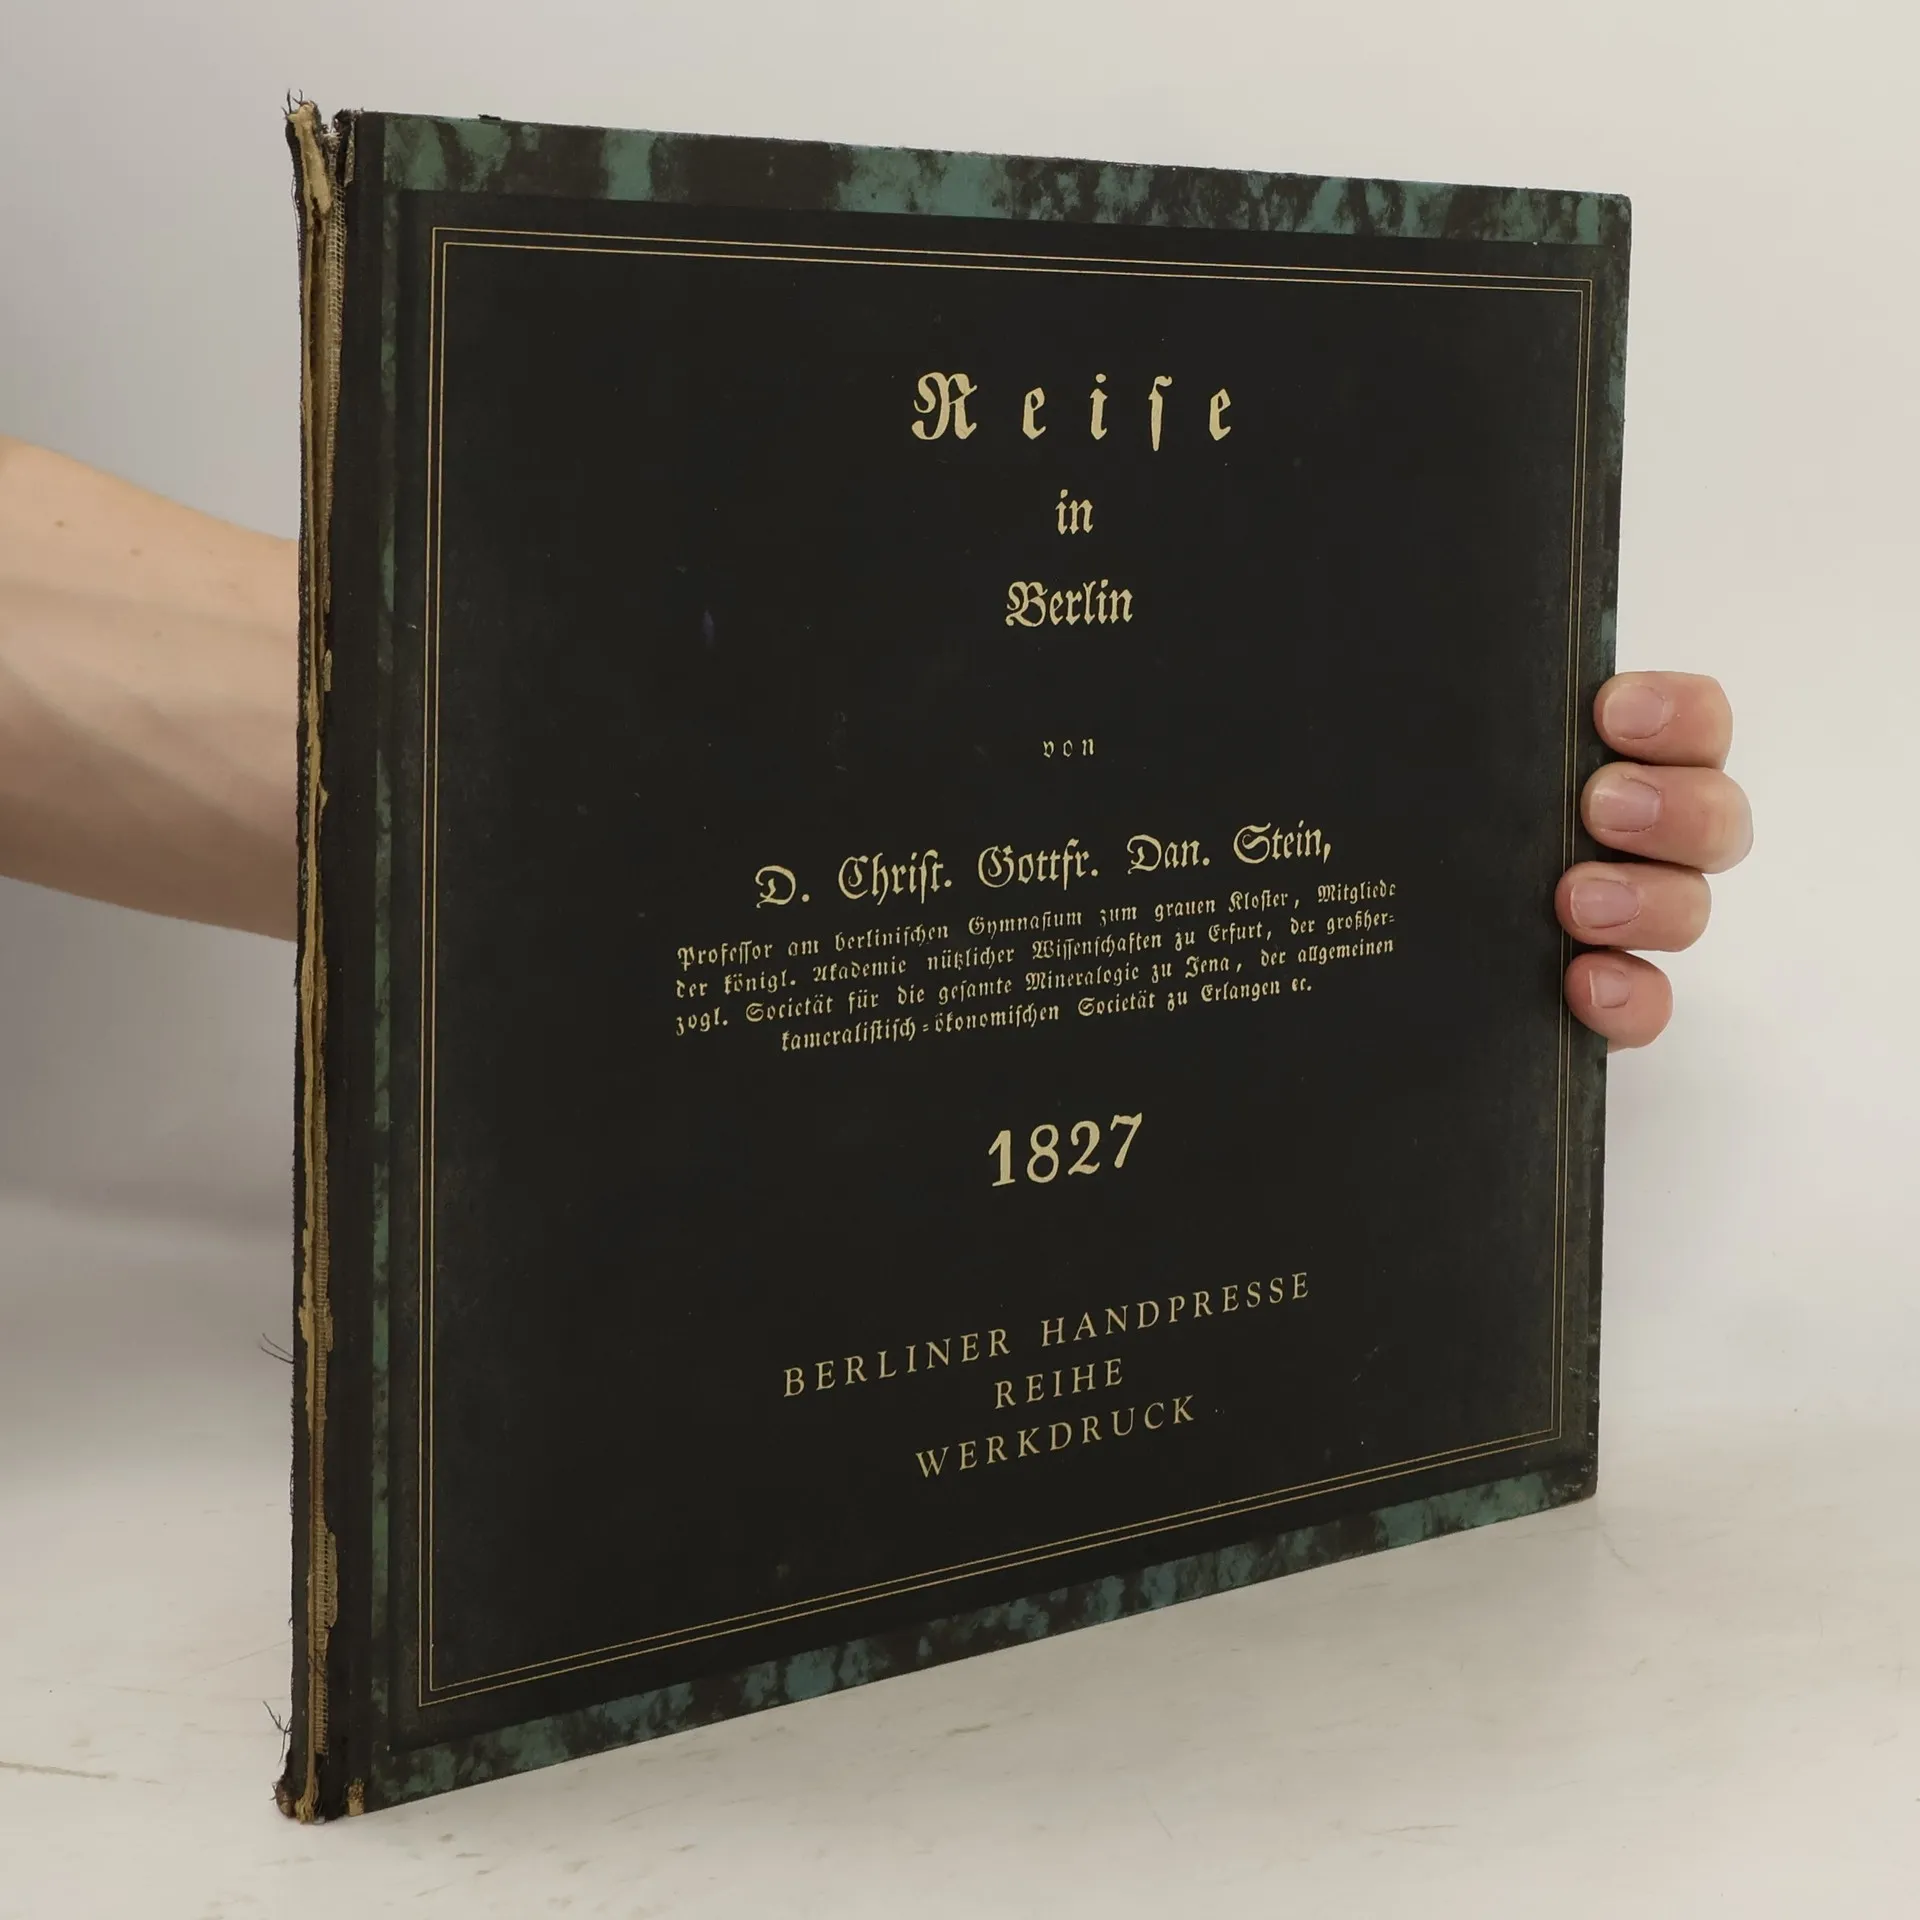 Reise
in
Berlin
von
D. Christ. Gottfr. Dan. Stein,
Professor am berlinischen Gymnasium zum grauen Kloster, Mitgliede
der königl. Akademie nützlicher Wissenschaften zu Erfurt, der großher=
zogl. Societät für die gesamte Mineralogie zu Jena, der allgemeinen
kameralistisch=ökonomischen Societät zu Erlangen ꝛc.
1827
BERLINER HANDPRESSE
REIHE
WERKDRUCK